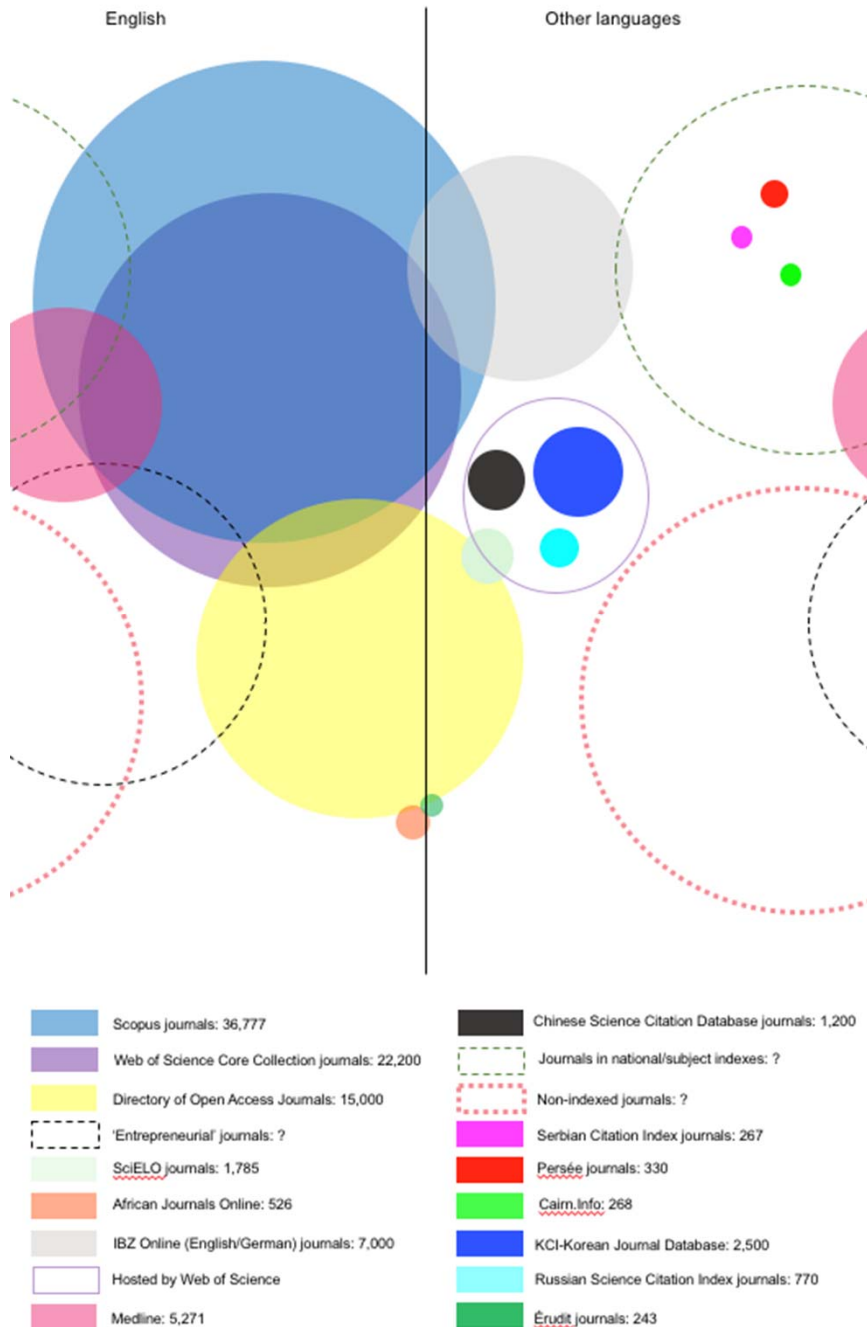 English
Other languages
Scopus journals: 36,777
Web of Science Core Collection journals: 22,200
Directory of Open Access Journals: 15,000
'Entrepreneurial' journals: ?
SciELO journals: 1,785
African Journals Online: 526
IBZ Online (English/German) journals: 7,000
Hosted by Web of Science
Medline: 5,271
Chinese Science Citation Database journals: 1,200
Journals in national/subject indexes: ?
Non-indexed journals: ?
Serbian Citation Index journals: 267
Persée journals: 330
Cairn.Info: 268
KCI-Korean Journal Database: 2,500
Russian Science Citation Index journals: 770
Érudit journals: 243